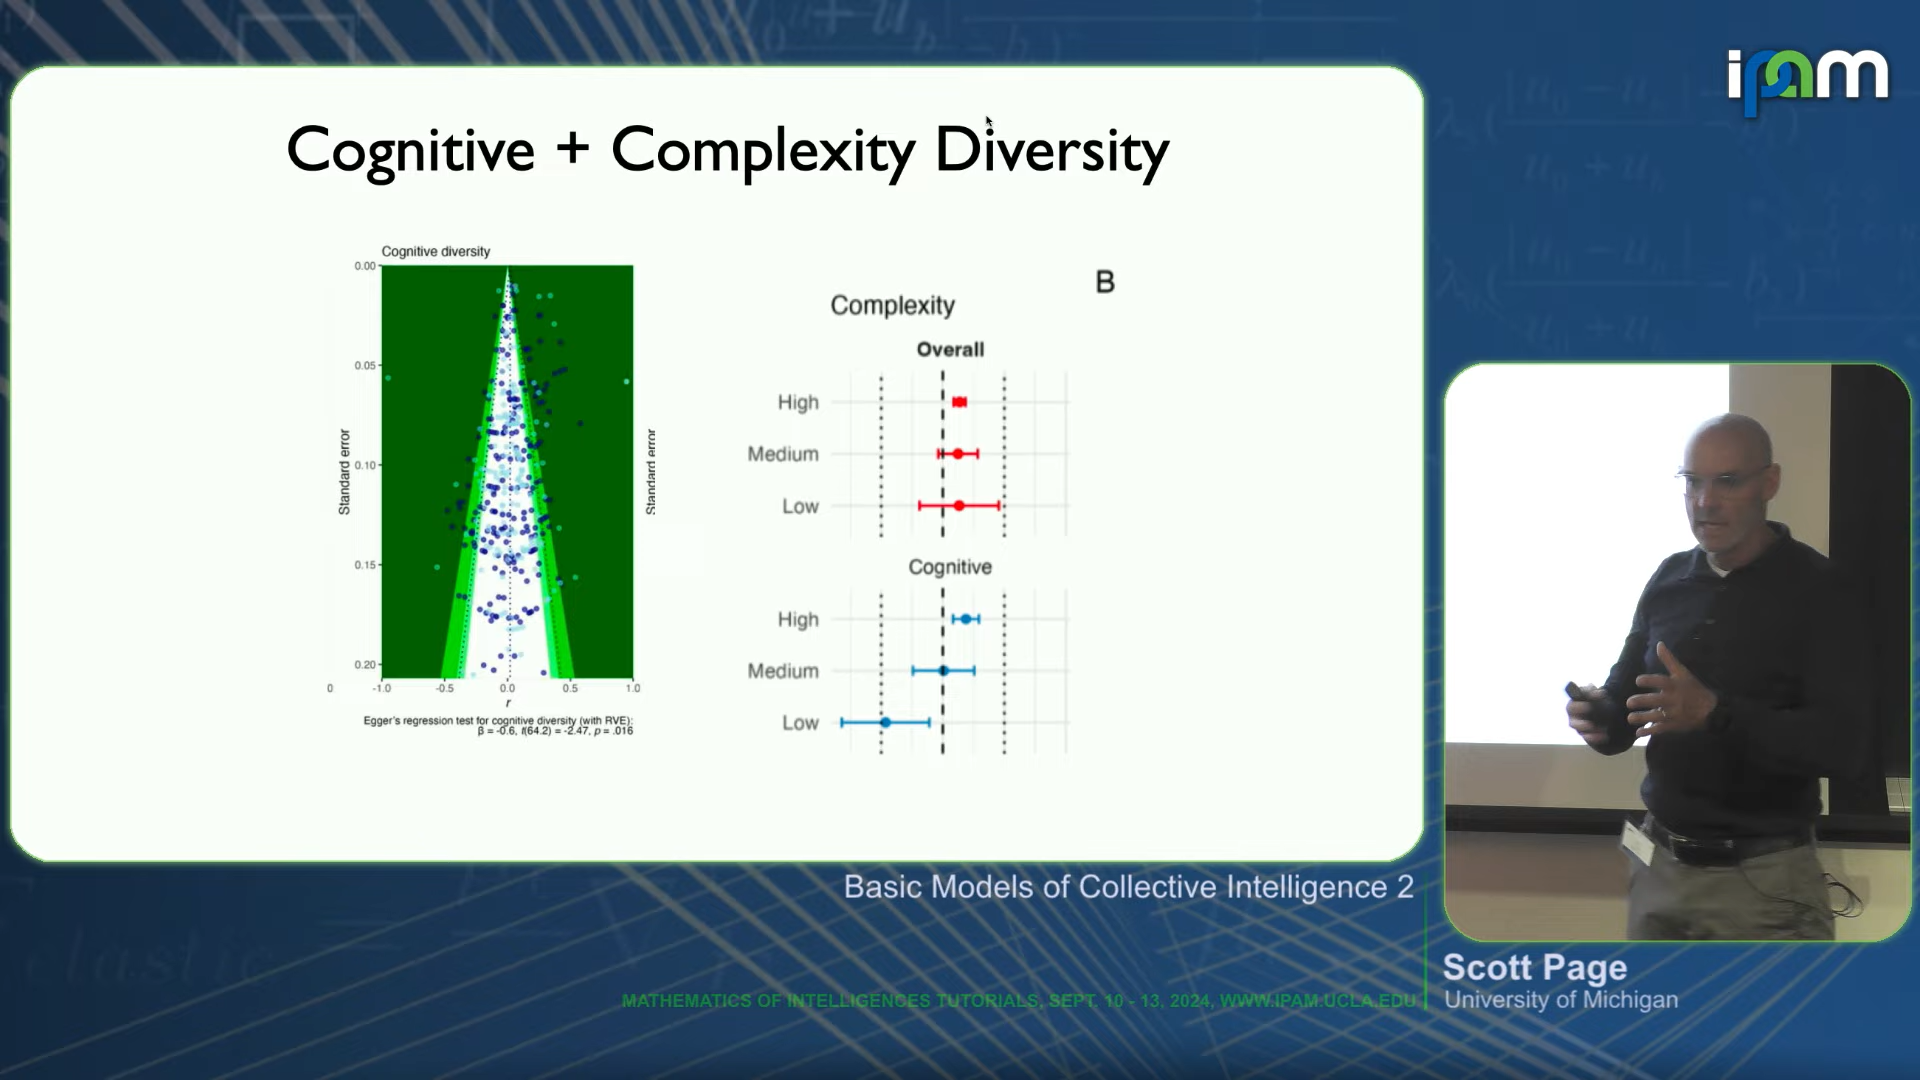 ipam
Cognitive + Complexity Diversity
Cognitive diversity
0.00
0.05
0.10
0.15
0.20
Standard error
Standard error
0
-1.0
-0.5
0.0
0.5
1.0
r
Egger's regression test for cognitive diversity (with RVE):
β = -0.6, t(64.2) = -2.47, p = .016
B
Complexity
Overall
High
Medium
Low
Cognitive
High
Medium
Low
Basic Models of Collective Intelligence 2
Scott Page
University of Michigan
MATHEMATICS OF INTELLIGENCES TUTORIALS, SEPT. 10 - 13, 2024, WWW.IPAM.UCLA.EDU